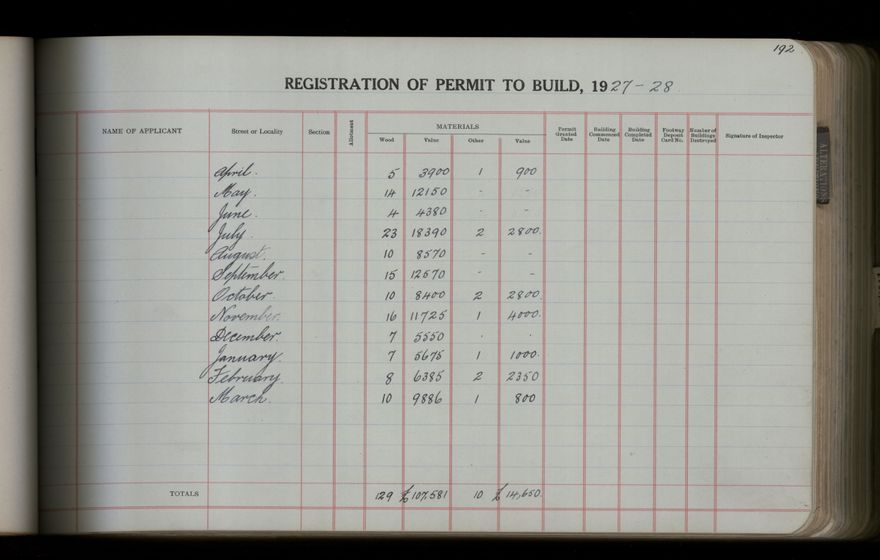 192
REGISTRATION OF PERMIT TO BUILD, 1927-28
NAME OF APPLICANT Street or Locality Section Allotment MATERIALS Permit Granted Date Building Commenced Date Building Completed Date Footway Deposit Card No. Number of Buildings Destroyed Signature of Inspector
Wood Value Other Value
April. 5 3900 1 900
May. 14 12150 - -
June. 4 4380 - -
July. 23 18390 2 2800.
August. 10 8570 - -
September. 15 12570 - -
October. 10 8400 2 2800.
November. 16 11725 1 4000.
December. 7 5550 . .
January. 7 5675 1 1000.
February. 8 6385 2 2350
March. 10 9886 1 800
TOTALS 129 £107,581 10 £14,650.
ALTERATIONS